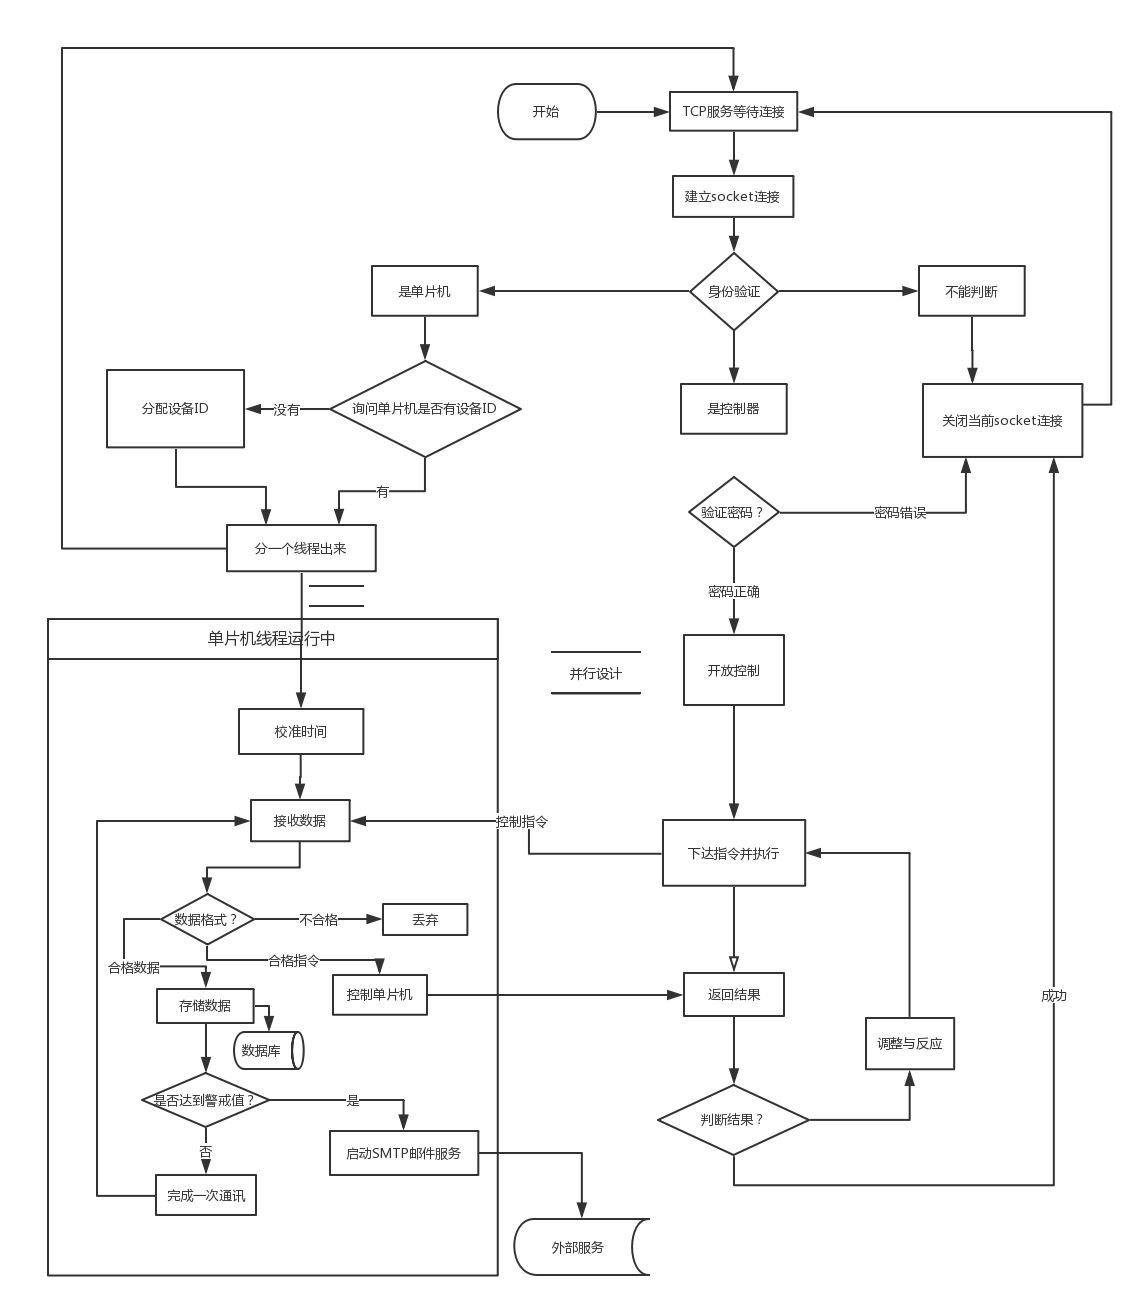 开始
TCP服务等待连接
建立socket连接
是单片机
身份验证
不能判断
分配设备ID
没有
询问单片机是否有设备ID
是控制器
关闭当前socket连接
有
验证密码？
密码错误
分一个线程出来
密码正确
单片机线程运行中
并行设计
开放控制
校准时间
接收数据
控制指令
下达指令并执行
数据格式？
不合格
丢弃
合格数据
合格指令
存储数据
控制单片机
返回结果
成功
数据库
调整与反应
是否达到警戒值？
是
判断结果？
否
启动SMTP邮件服务
完成一次通讯
外部服务